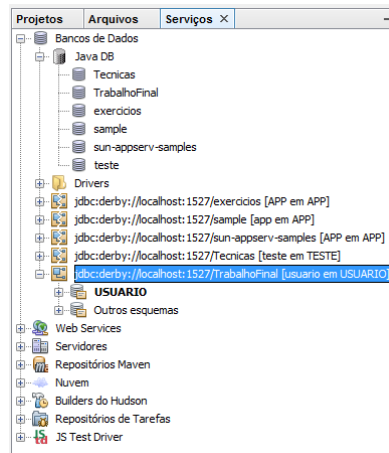 Projetos Arquivos Serviços ×
Bancos de Dados
Java DB
Tecnicas
TrabalhoFinal
exercicios
sample
sun-appserv-samples
teste
Drivers
jdbc:derby://localhost:1527/exercicios [APP em APP]
jdbc:derby://localhost:1527/sample [app em APP]
jdbc:derby://localhost:1527/sun-appserv-samples [APP em APP]
jdbc:derby://localhost:1527/Tecnicas [teste em TESTE]
jdbc:derby://localhost:1527/TrabalhoFinal [usuario em USUARIO]
USUARIO
Outros esquemas
Web Services
Servidores
Repositórios Maven
Nuvem
Builders do Hudson
Repositórios de Tarefas
JS Test Driver